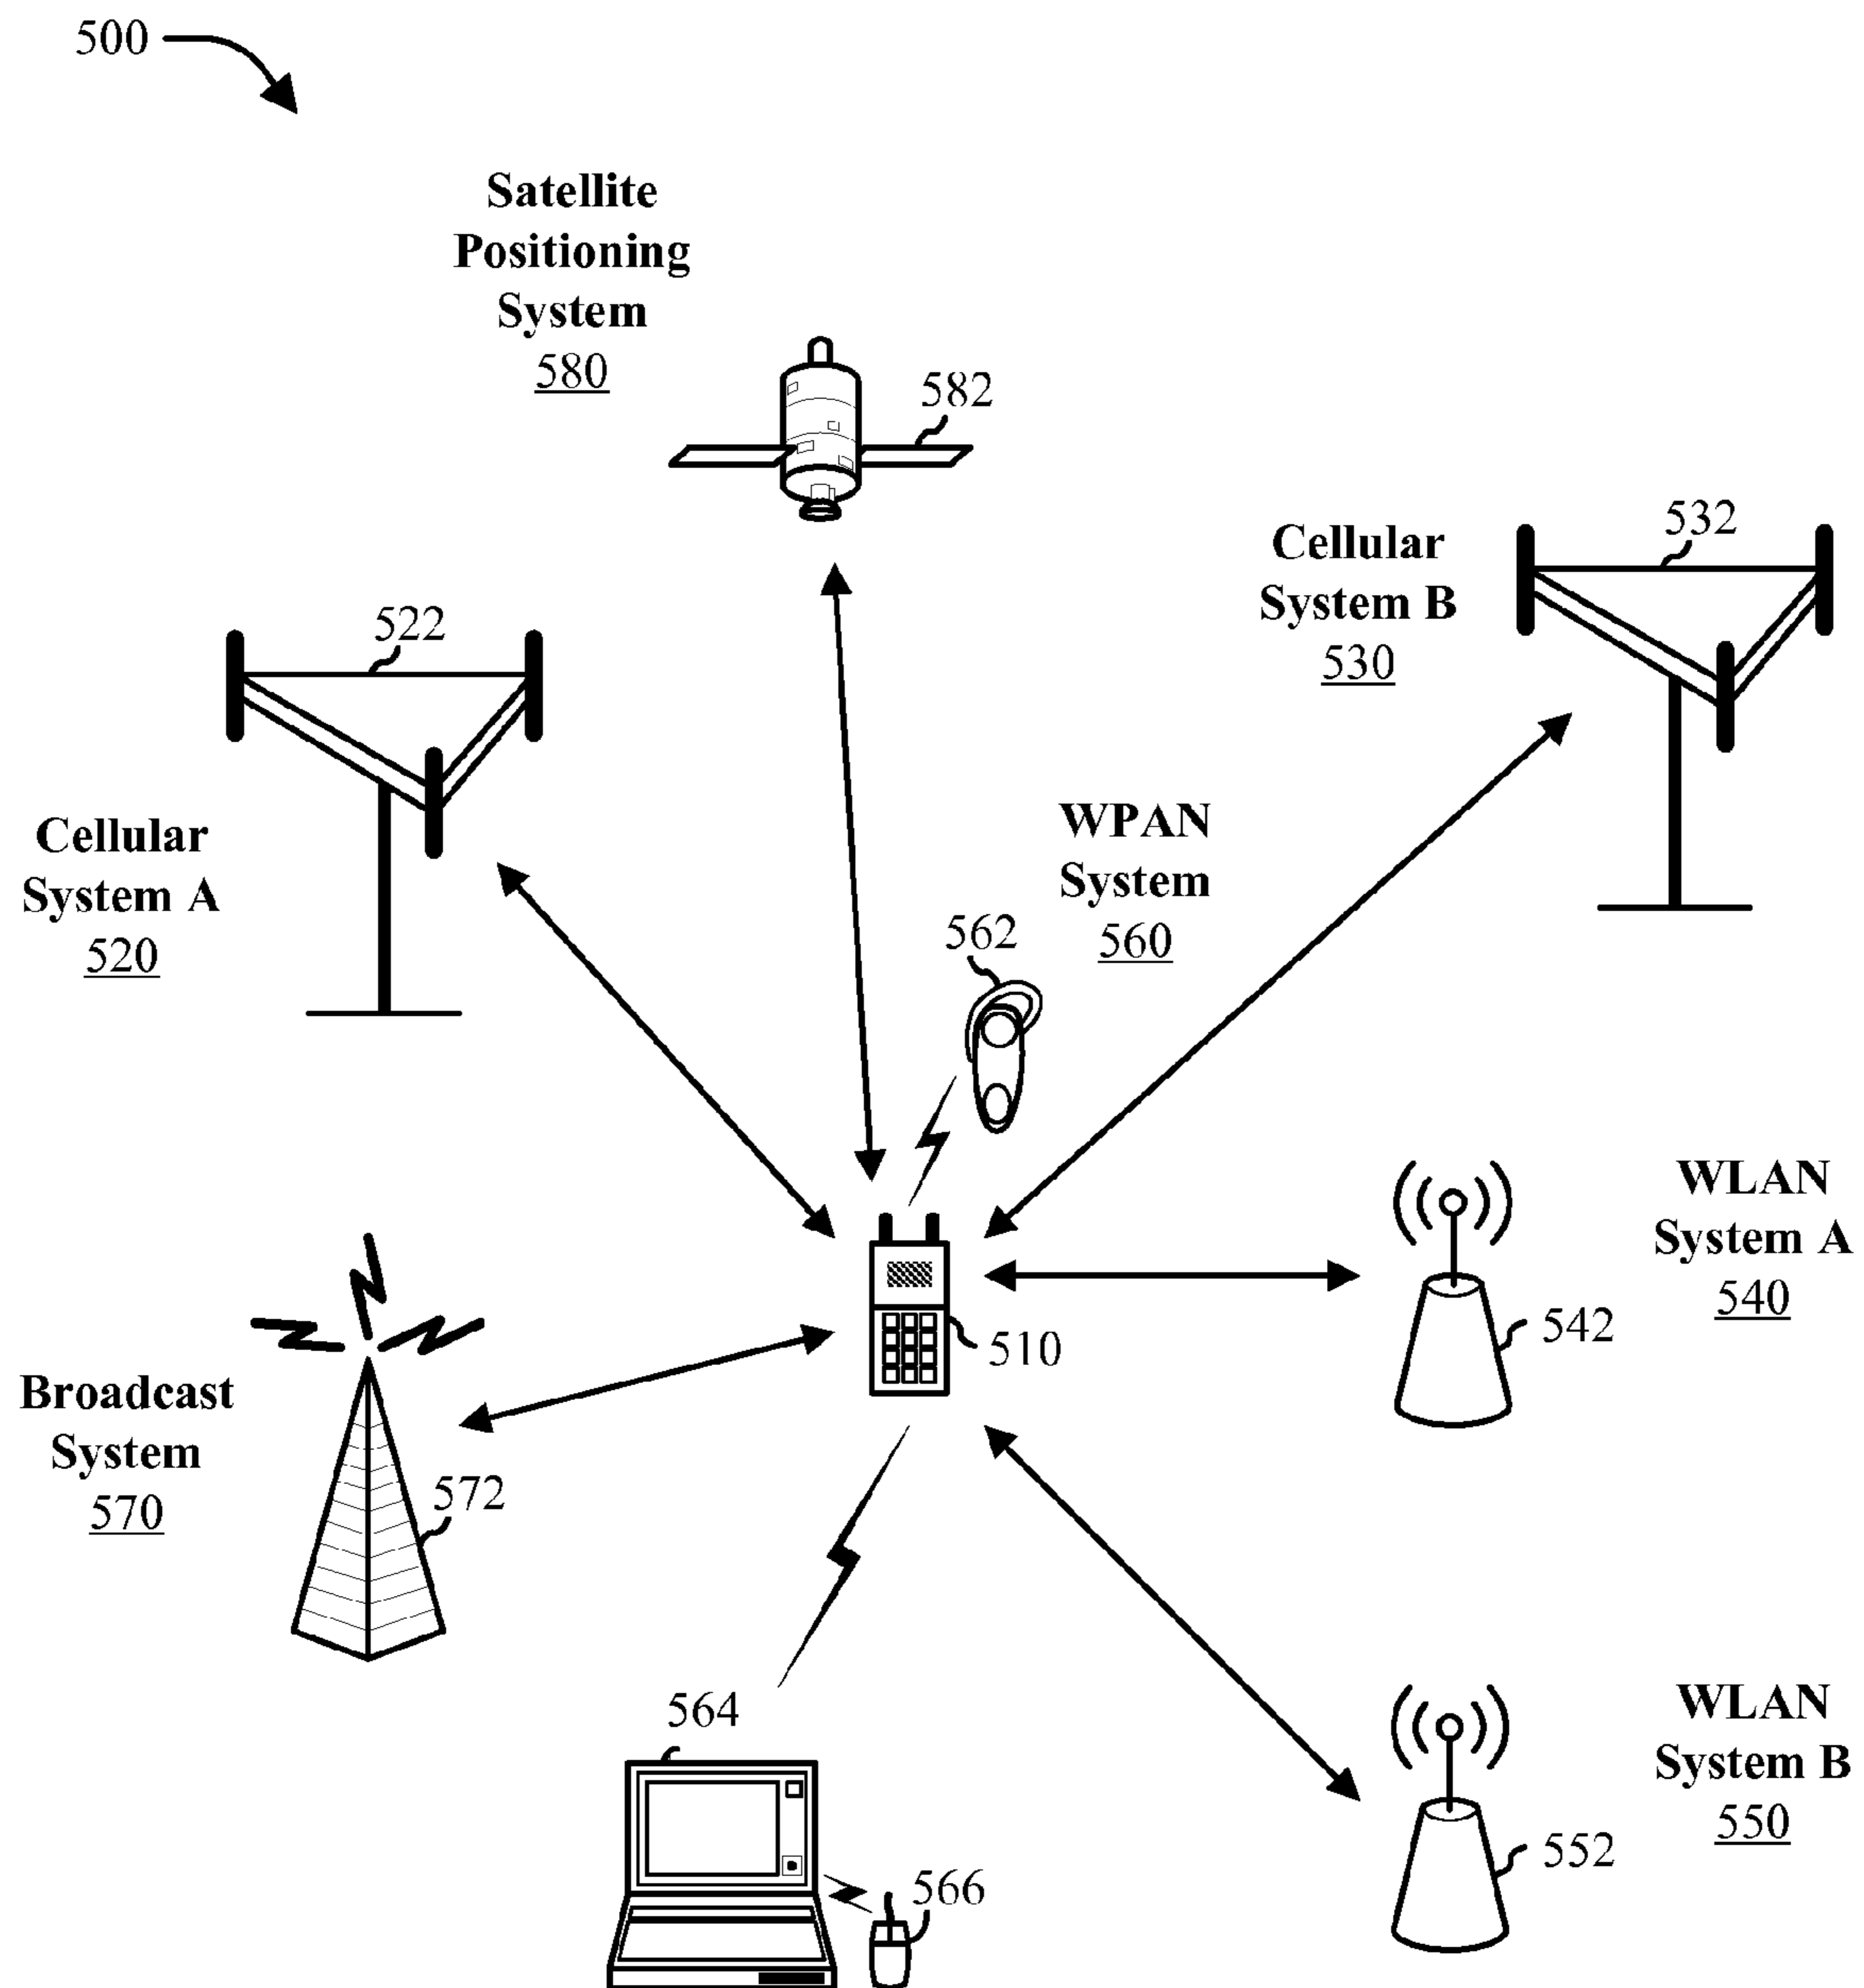 500
Satellite
Positioning
System
580
582
Cellular
System B
530
532
522
Cellular
System A
520
WPAN
System
560
562
WLAN
System A
540
542
510
Broadcast
System
570
572
564
566
WLAN
System B
550
552